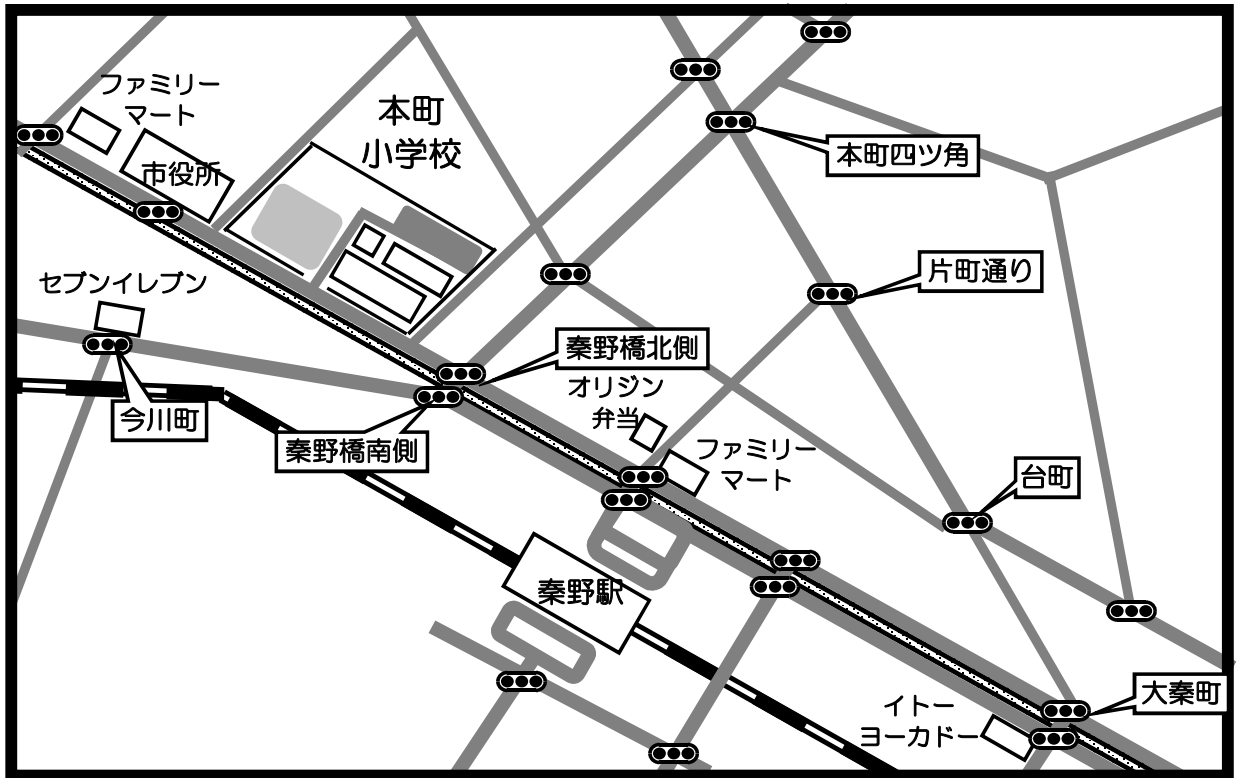 ファミリー
マート
本町
小学校
市役所
本町四ツ角
セブンイレブン
片町通り
秦野橋北側
オリジン
弁当
今川町
秦野橋南側
ファミリー
マート
台町
秦野駅
大秦町
イトー
ヨーカドー